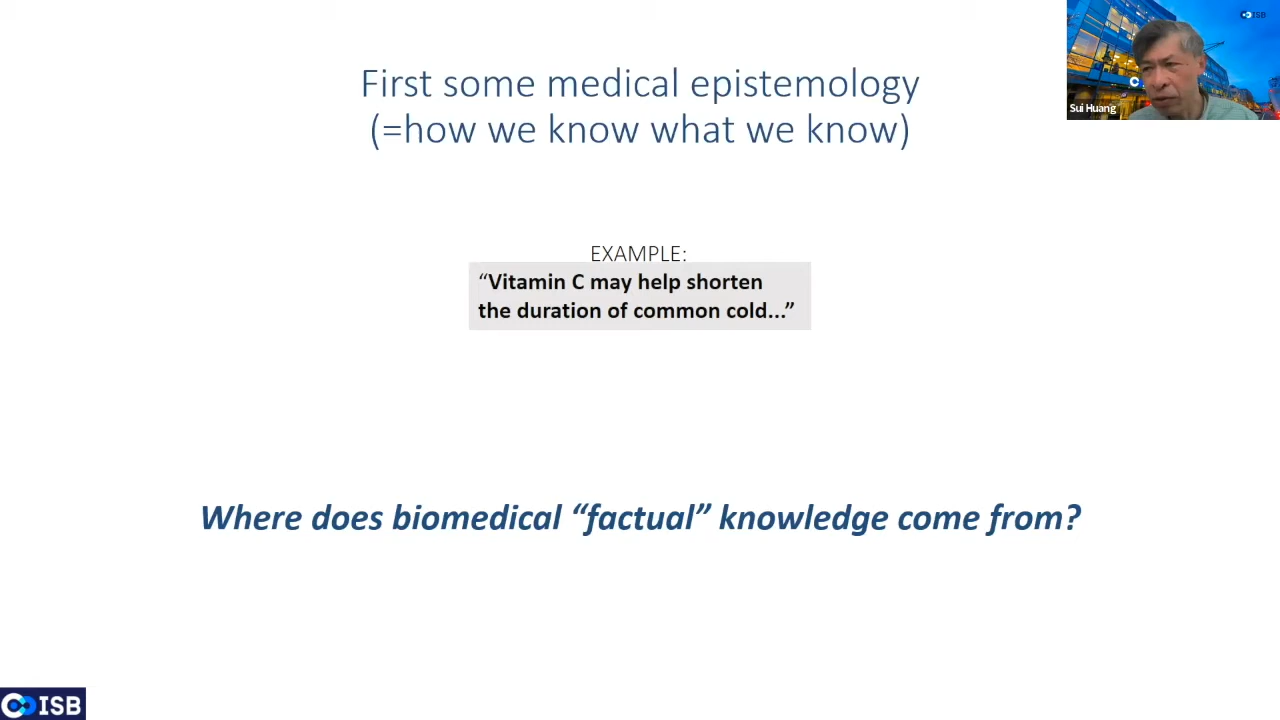 First some medical epistemology
(=how we know what we know)
EXAMPLE:
“Vitamin C may help shorten
the duration of common cold...”
Where does biomedical “factual” knowledge come from?
ISB
Sui Huang
ISB